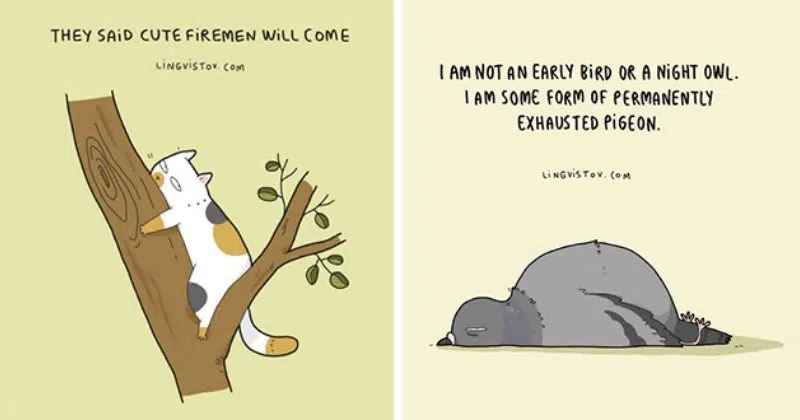 THEY SAID CUTE FIREMEN WILL COME
LINGVISTOV.COM
I AM NOT AN EARLY BIRD OR A NIGHT OWL.
I AM SOME FORM OF PERMANENTLY
EXHAUSTED PIGEON.
LINGVISTOV.COM